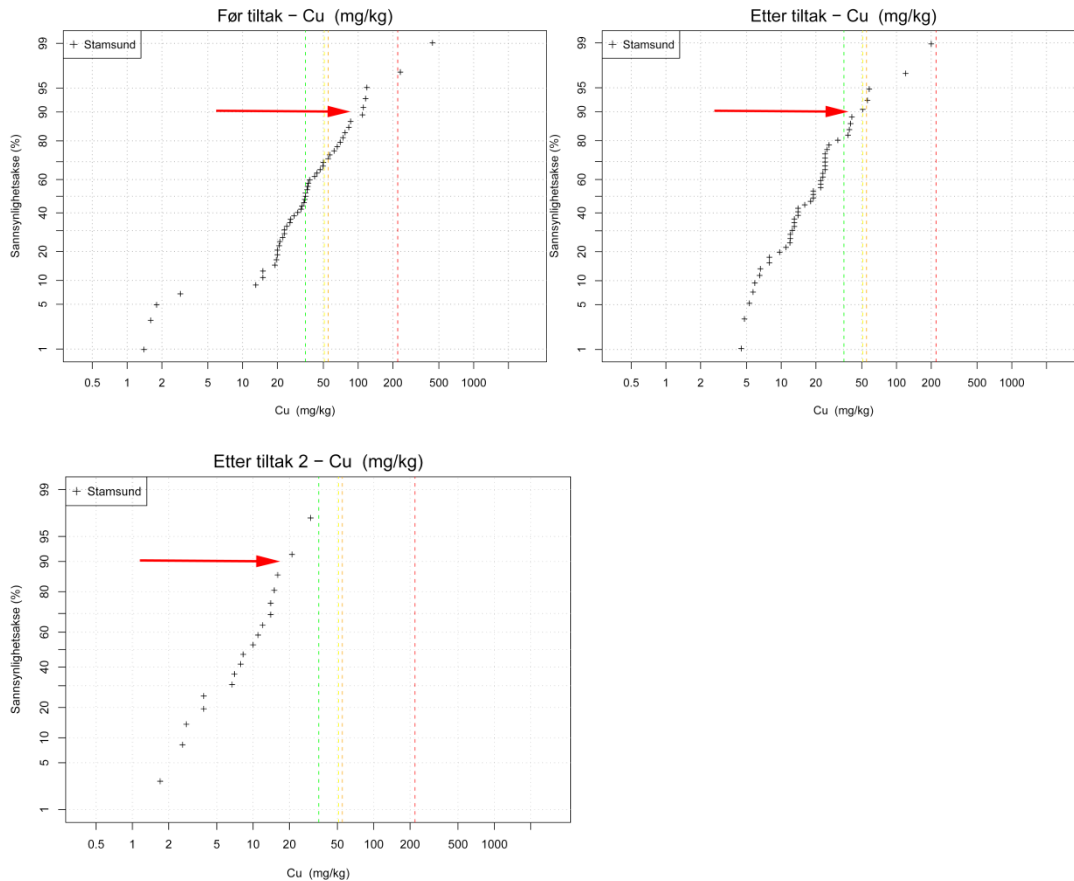 Før tiltak − Cu (mg/kg)
+ Stamsund
Sannsynlighetsakse (%)
99
95
90
80
60
40
20
10
5
1
0.5 1 2 5 10 20 50 100 200 500 1000
Cu (mg/kg)
Etter tiltak − Cu (mg/kg)
+ Stamsund
Sannsynlighetsakse (%)
99
95
90
80
60
40
20
10
5
1
0.5 1 2 5 10 20 50 100 200 500 1000
Cu (mg/kg)
Etter tiltak 2 − Cu (mg/kg)
+ Stamsund
Sannsynlighetsakse (%)
99
95
90
80
60
40
20
10
5
1
0.5 1 2 5 10 20 50 100 200 500 1000
Cu (mg/kg)